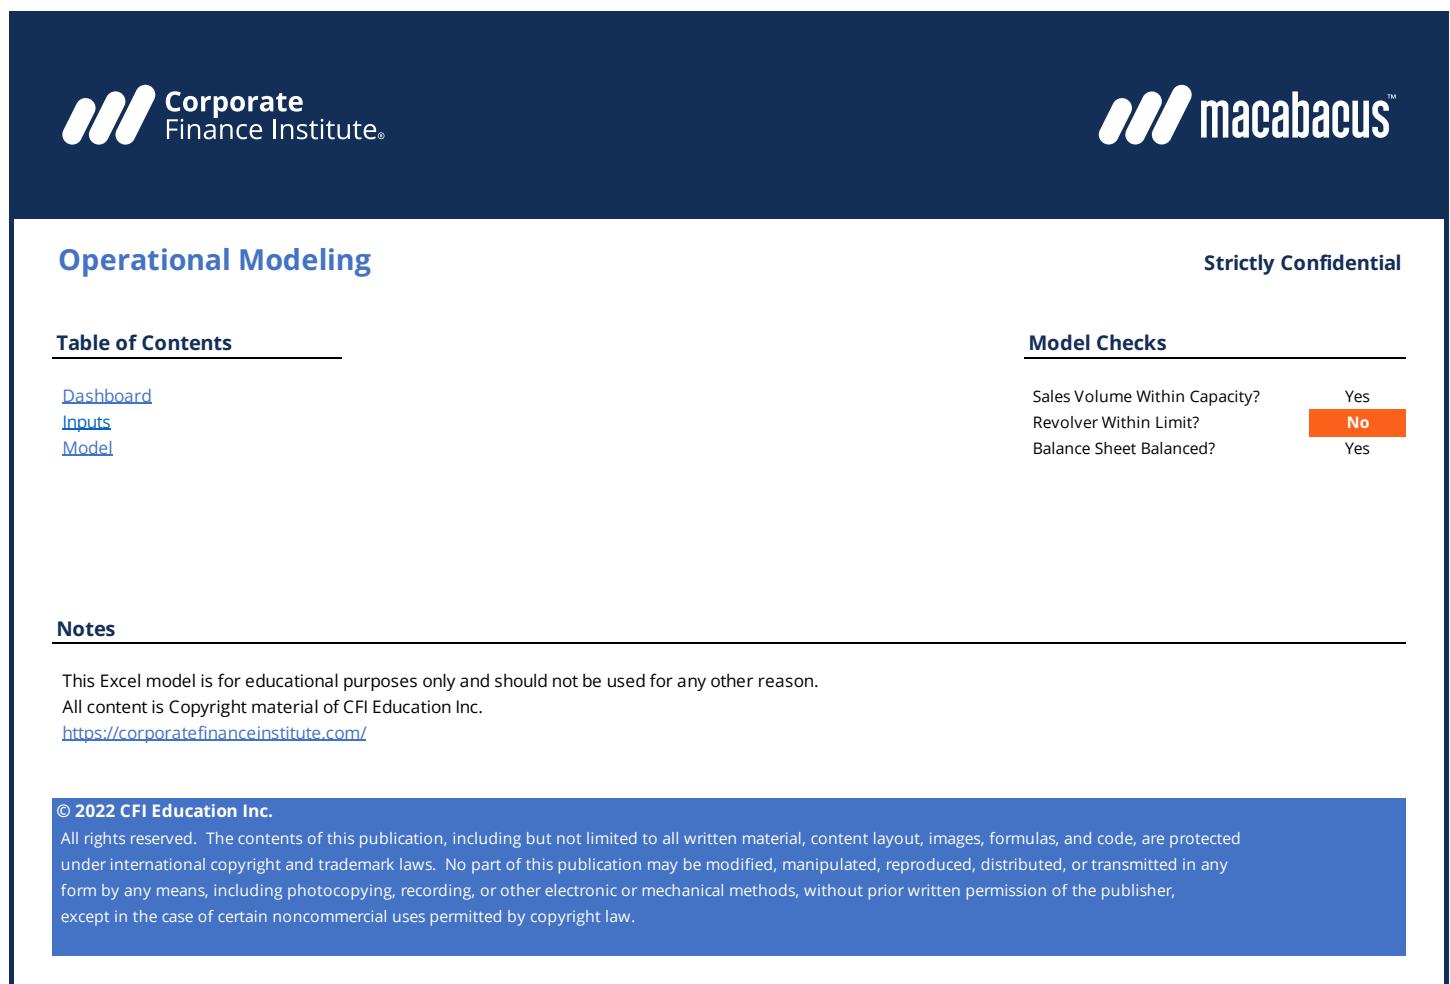 Corporate
Finance Institute®
macabacus™
Operational Modeling
Strictly Confidential
Table of Contents
Model Checks
Dashboard
Sales Volume Within Capacity? Yes
Inputs
Revolver Within Limit? No
Model
Balance Sheet Balanced? Yes
Notes
This Excel model is for educational purposes only and should not be used for any other reason.
All content is Copyright material of CFI Education Inc.
https://corporatefinanceinstitute.com/
© 2022 CFI Education Inc.
All rights reserved.  The contents of this publication, including but not limited to all written material, content layout, images, formulas, and code, are protected
under international copyright and trademark laws.  No part of this publication may be modified, manipulated, reproduced, distributed, or transmitted in any
form by any means, including photocopying, recording, or other electronic or mechanical methods, without prior written permission of the publisher,
except in the case of certain noncommercial uses permitted by copyright law.